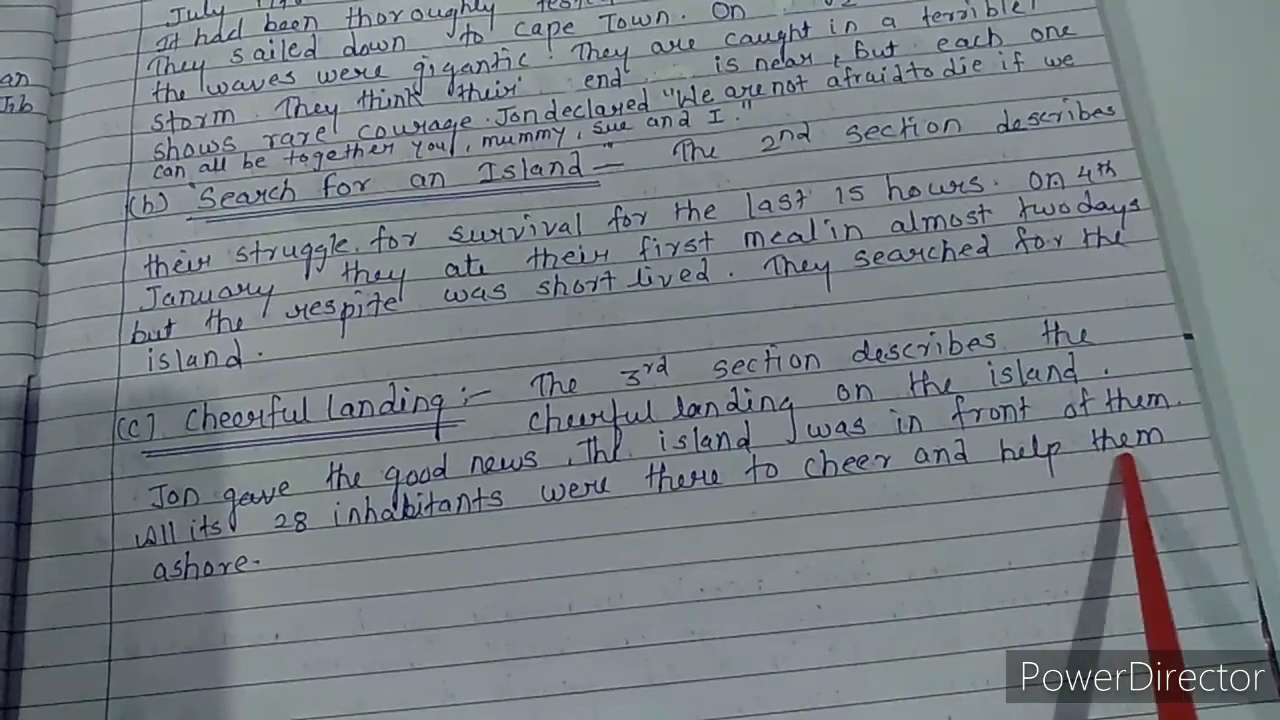 July
It had been thoroughly
They sailed down to Cape Town. On
the waves were gigantic. They are caught in a terrible
storm. They think their end is near, but each one
shows rare courage. Jon declared "We are not afraid to die if we
can all be together you, mummy, sue and I."
(b) Search for an Island - The 2nd section describes
their struggle for survival for the last 15 hours. On 4th
January they ate their first meal in almost two days
but the respite was short lived. They searched for the
island.
(c) Cheerful landing :- The 3rd section describes the
cheerful landing on the island.
Jon gave the good news. The island was in front of them.
All its 28 inhabitants were there to cheer and help them
ashore.
an
PowerDirector